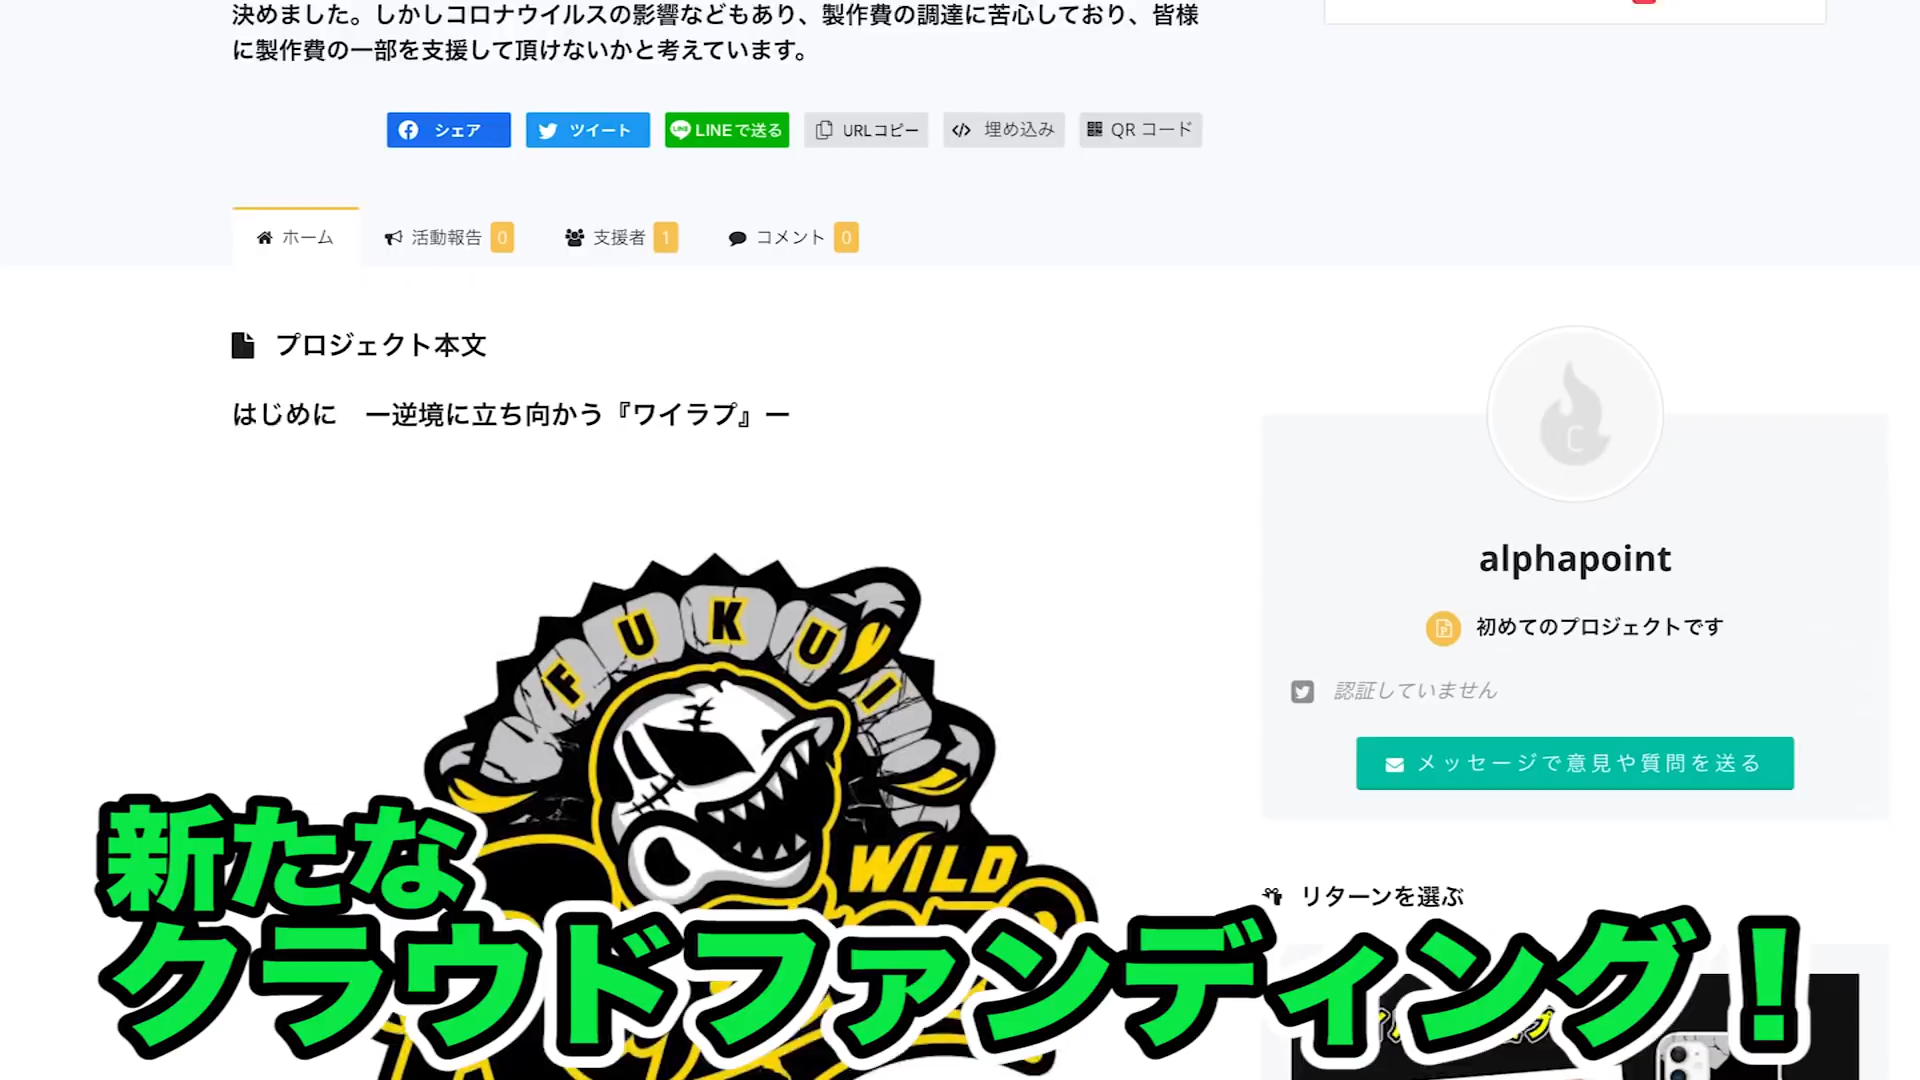 決めました。しかしコロナウイルスの影響などもあり、製作費の調達に苦心しており、皆様
に製作費の一部を支援して頂けないかと考えています。
シェア
ツイート
LINEで送る
URLコピー
埋め込み
QR コード
ホーム
活動報告 0
支援者 1
コメント 0
プロジェクト本文
はじめに　ー逆境に立ち向かう『ワイラプ』ー
FUKUI
WILD
alphapoint
初めてのプロジェクトです
認証していません
メッセージで意見や質問を送る
リターンを選ぶ
新たな
クラウドファンディング！